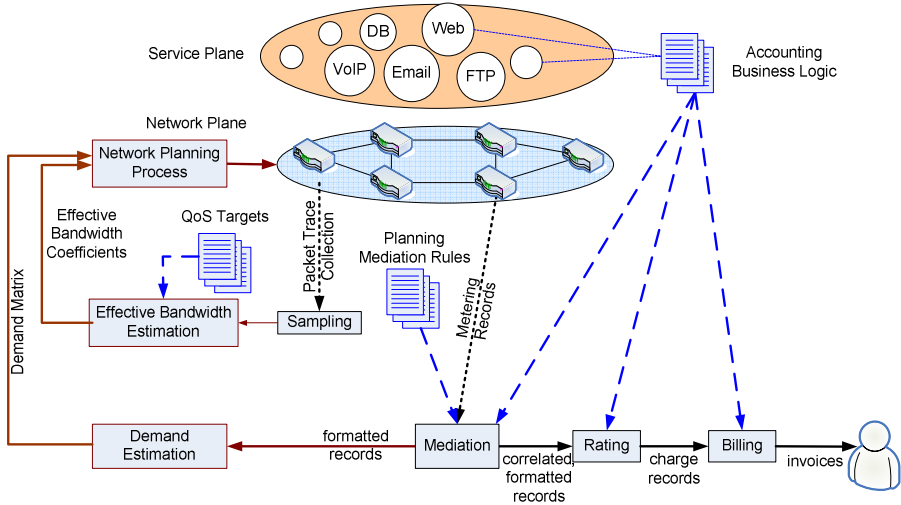 Service Plane
DB
Web
VoIP
Email
FTP
Accounting
Business Logic
Network Plane
Network Planning
Process
Effective
Bandwidth
Coefficients
QoS Targets
Packet Trace
Collection
Planning
Mediation Rules
Metering
Records
Demand Matrix
Effective Bandwidth
Estimation
Sampling
Demand
Estimation
formatted
records
Mediation
correlated,
formatted
records
Rating
charge
records
Billing
invoices